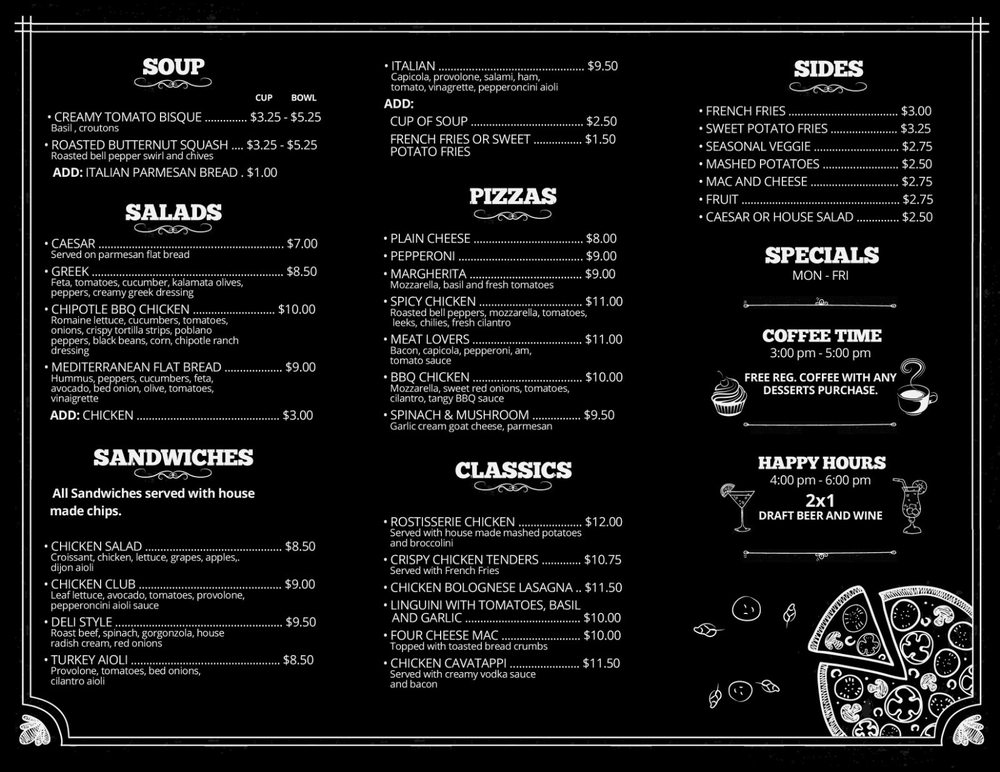 SOUP
CUP BOWL
• CREAMY TOMATO BISQUE ............. $3.25 - $5.25
Basil , croutons
• ROASTED BUTTERNUT SQUASH .... $3.25 - $5.25
Roasted bell pepper swirl and chives
ADD: ITALIAN PARMESAN BREAD . $1.00
SALADS
• CAESAR ......................................................... $7.00
Served on parmesan flat bread
• GREEK ........................................................... $8.50
Feta, tomatoes, cucumber, kalamata olives,
peppers, creamy greek dressing
• CHIPOTLE BBQ CHICKEN ......................... $10.00
Romaine lettuce, cucumbers, tomatoes,
onions, crispy tortilla strips, poblano
peppers, black beans, corn, chipotle ranch
dressing
• MEDITERRANEAN FLAT BREAD .................. $9.00
Hummus, peppers, cucumbers, feta,
avocado, bed onion, olive, tomatoes,
vinaigrette
ADD: CHICKEN ............................................ $3.00
SANDWICHES
All Sandwiches served with house
made chips.
• CHICKEN SALAD .......................................... $8.50
Croissant, chicken, lettuce, grapes, apples,.
dijon aioli
• CHICKEN CLUB ............................................ $9.00
Leaf lettuce, avocado, tomatoes, provolone,
pepperoncini aioli sauce
• DELI STYLE .................................................... $9.50
Roast beef, spinach, gorgonzola, house
radish cream, red onions
• TURKEY AIOLI .............................................. $8.50
Provolone, tomatoes, bed onions,
cilantro aioli
• ITALIAN ............................................. $9.50
Capicola, provolone, salami, ham,
tomato, vinagrette, pepperoncini aioli
ADD:
CUP OF SOUP ................................... $2.50
FRENCH FRIES OR SWEET ............... $1.50
POTATO FRIES
PIZZAS
• PLAIN CHEESE .................................. $8.00
• PEPPERONI ...................................... $9.00
• MARGHERITA ................................... $9.00
Mozzarella, basil and fresh tomatoes
• SPICY CHICKEN ................................ $11.00
Roasted bell peppers, mozzarella, tomatoes,
leeks, chilies, fresh cilantro
• MEAT LOVERS .................................. $11.00
Bacon, capicola, pepperoni, am,
tomato sauce
• BBQ CHICKEN .................................. $10.00
Mozzarella, sweet red onions, tomatoes,
cilantro, tangy BBQ sauce
• SPINACH & MUSHROOM ............... $9.50
Garlic cream goat cheese, parmesan
CLASSICS
• ROSTISSERIE CHICKEN .................... $12.00
Served with house made mashed potatoes
and broccolini
• CRISPY CHICKEN TENDERS ............ $10.75
Served with French Fries
• CHICKEN BOLOGNESE LASAGNA .. $11.50
• LINGUINI WITH TOMATOES, BASIL
AND GARLIC ................................... $10.00
• FOUR CHEESE MAC ........................ $10.00
Topped with toasted bread crumbs
• CHICKEN CAVATAPPI ..................... $11.50
Served with creamy vodka sauce
and bacon
SIDES
• FRENCH FRIES ................................. $3.00
• SWEET POTATO FRIES ..................... $3.25
• SEASONAL VEGGIE .......................... $2.75
• MASHED POTATOES ....................... $2.50
• MAC AND CHEESE .......................... $2.75
• FRUIT ............................................... $2.75
• CAESAR OR HOUSE SALAD ............. $2.50
SPECIALS
MON - FRI
COFFEE TIME
3:00 pm - 5:00 pm
FREE REG. COFFEE WITH ANY
DESSERTS PURCHASE.
HAPPY HOURS
4:00 pm - 6:00 pm
2x1
DRAFT BEER AND WINE